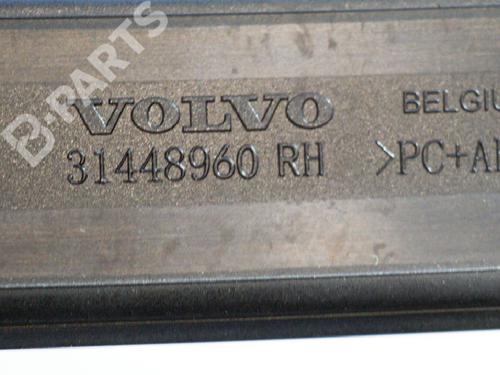 B-PARTS
VOLVO
BELGIU
31448960 RH >PC+A